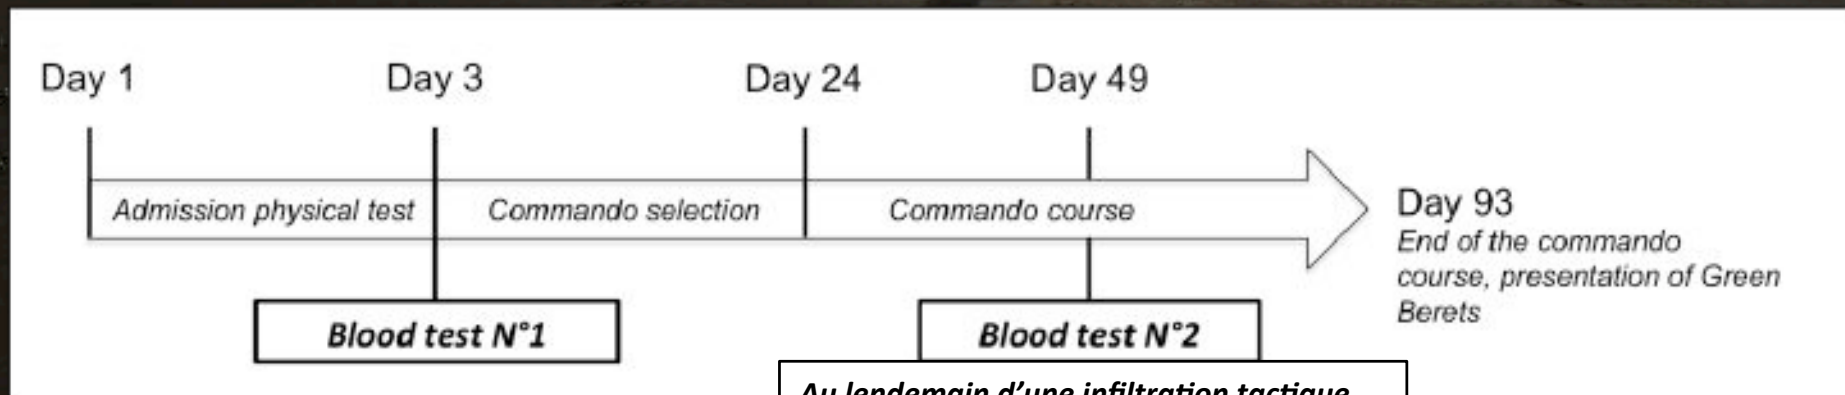 Day 1
Day 3
Day 24
Day 49
Admission physical test
Commando selection
Commando course
Day 93
End of the commando
course, presentation of Green
Berets
Blood test N°1
Blood test N°2
Au lendemain d'une infiltration tactique